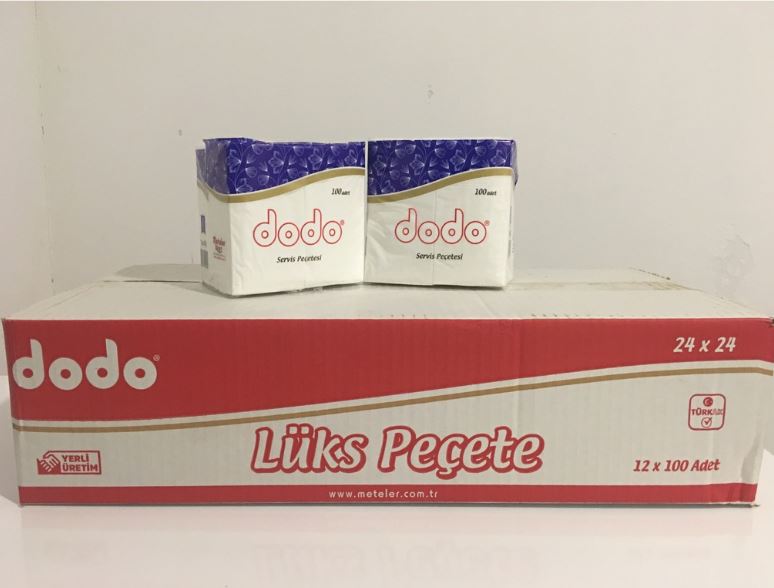 100 adet
dodo®
Servis Peçetesi
100 adet
dodo®
Servis Peçetesi
dodo®
24 x 24
TÜRKAK
YERLİ
ÜRETİM
Lüks Peçete
12 x 100 Adet
www.meteler.com.tr